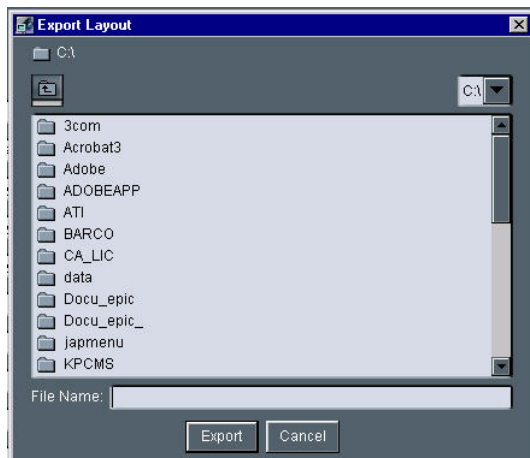 Export Layout
C:\
C:\
3com
Acrobat3
Adobe
ADOBEAPP
ATI
BARCO
CA_LIC
data
Docu_epic
Docu_epic_
japmenu
KPCMS
File Name:
Export Cancel